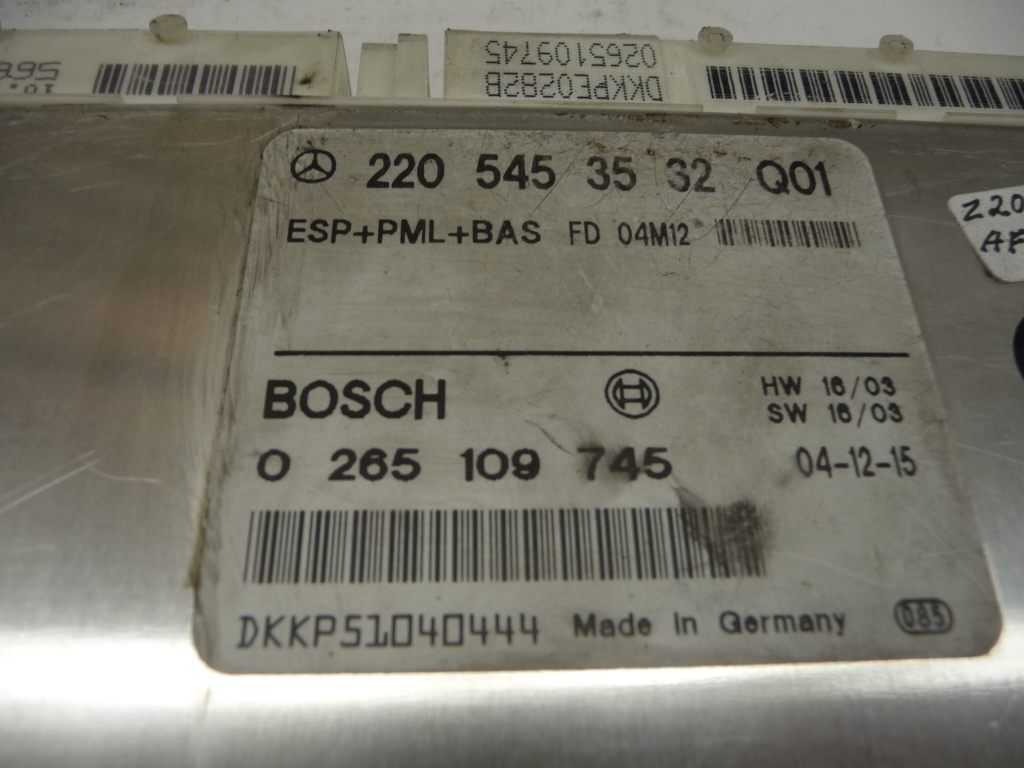 0265109745
DKKPE0282B
220 545 35 32 Q01
ESP+PML+BAS FD 04M12
BOSCH
HW 16/03
SW 16/03
0 265 109 745 04-12-15
DKKP51040444 Made in Germany 085